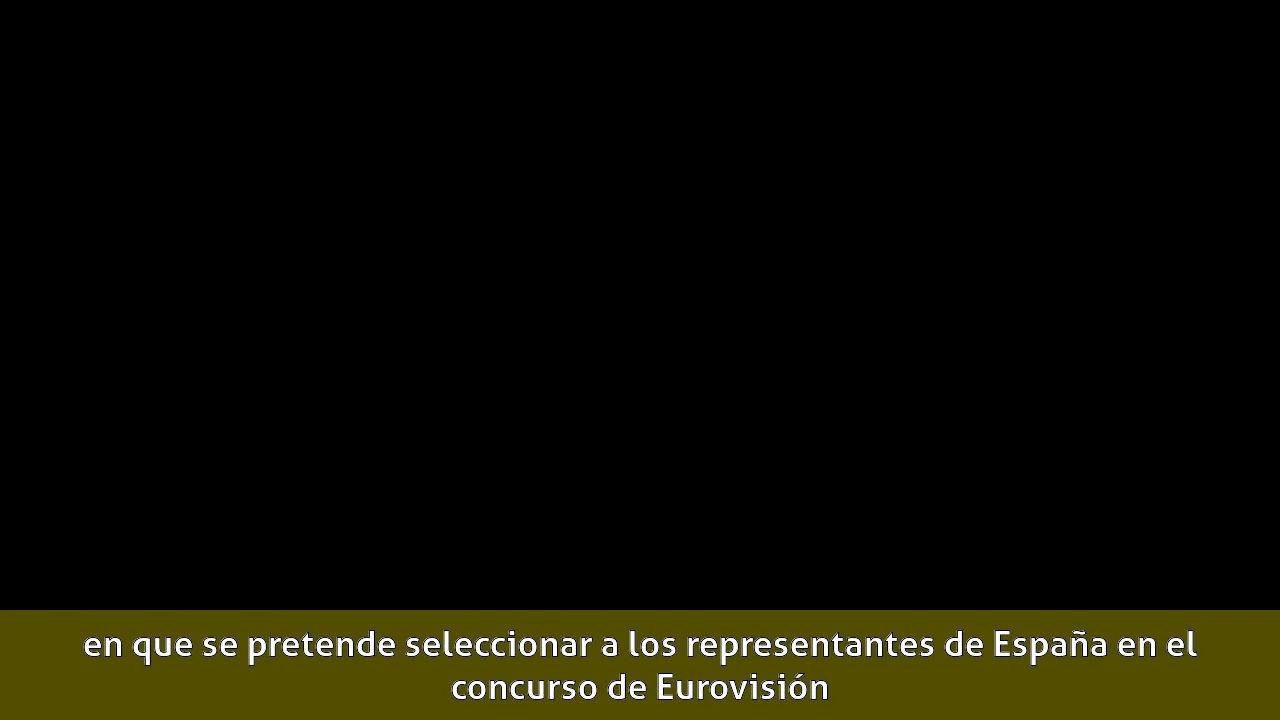 en que se pretende seleccionar a los representantes de España en el
concurso de Eurovisión